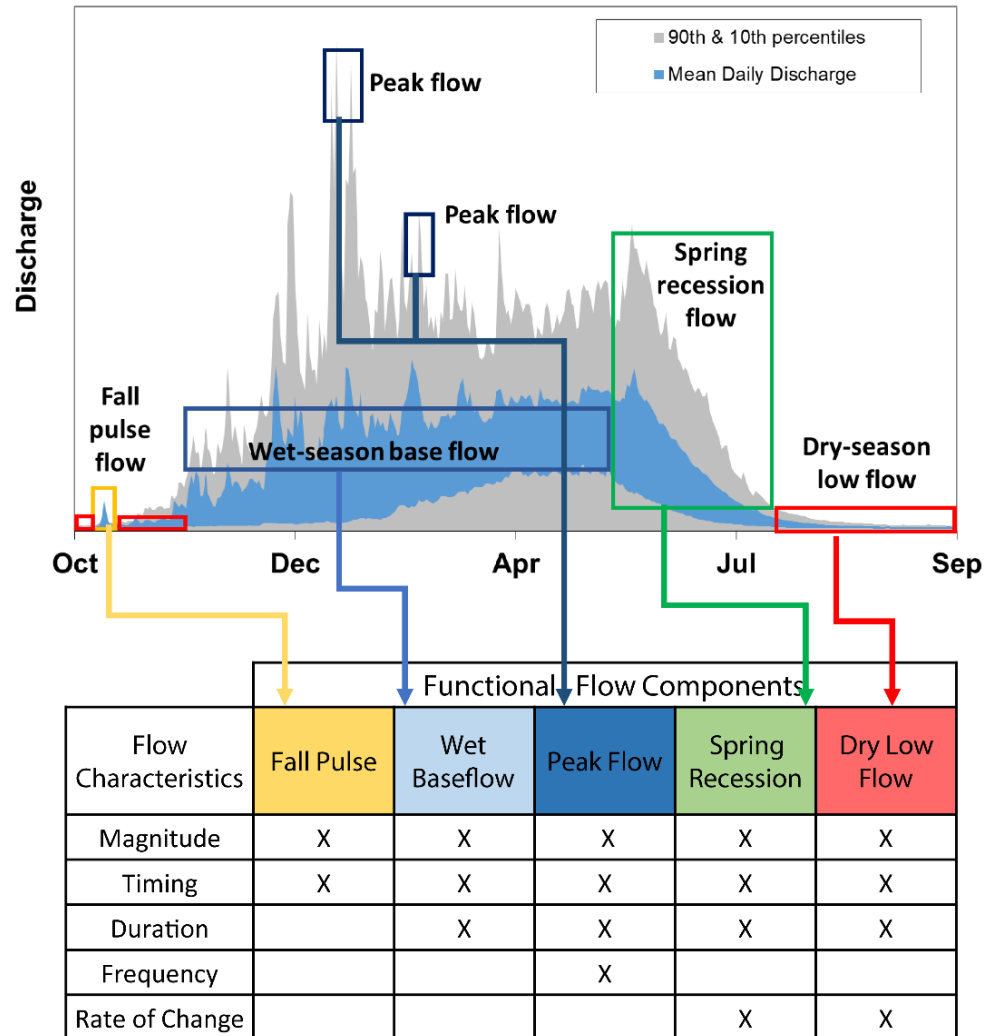 90th & 10th percentiles
Mean Daily Discharge
Peak flow
Peak flow
Discharge
Spring
recession
flow
Fall
pulse
flow
Wet-season base flow
Dry-season
low flow
Oct Dec Apr Jul Sep
Functional Flow Components
Flow
Characteristics
Fall Pulse
Wet
Baseflow
Peak Flow
Spring
Recession
Dry Low
Flow
Magnitude X X X X X
Timing X X X X X
Duration X X X X
Frequency X
Rate of Change X X